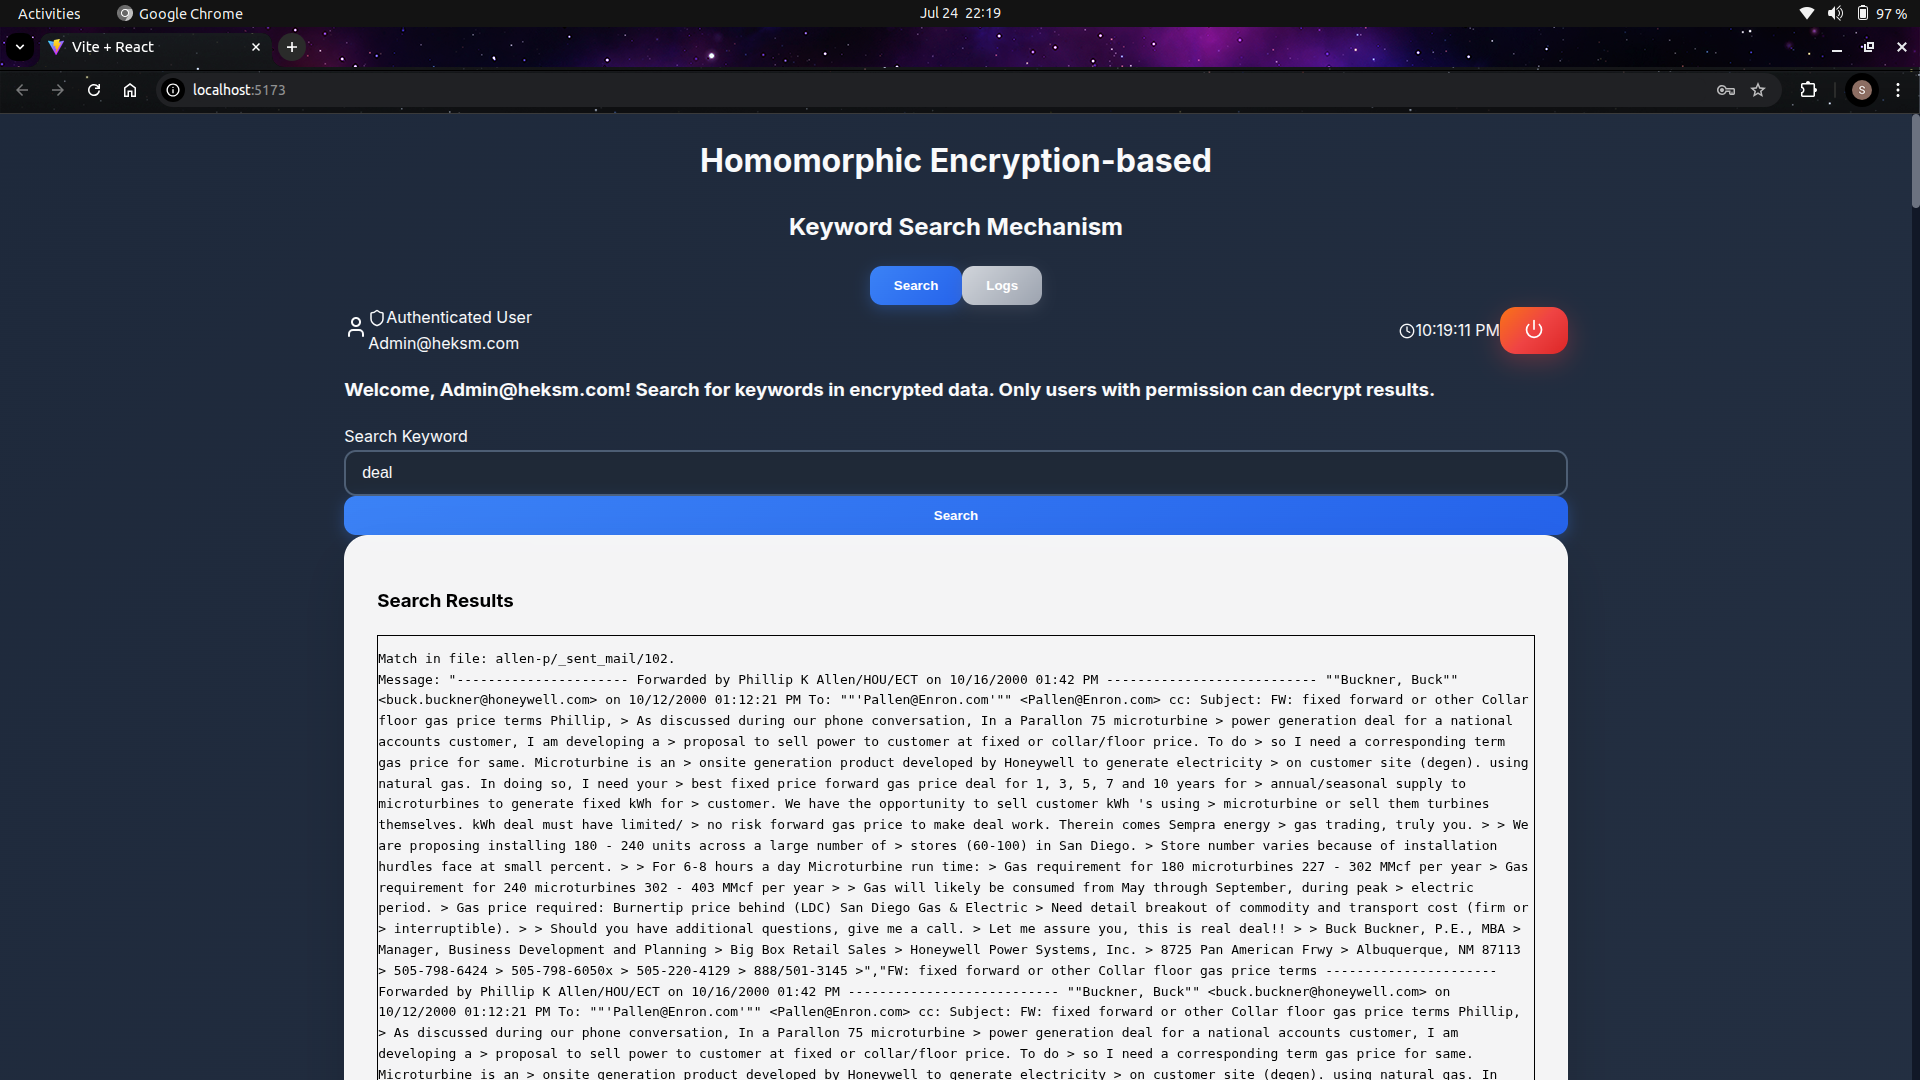 Activities
Google Chrome
Jul 24 22:19
97 %
Vite + React
localhost:5173
S
Homomorphic Encryption-based
Keyword Search Mechanism
Search
Logs
Authenticated User
Admin@heksm.com
10:19:11 PM
Welcome, Admin@heksm.com! Search for keywords in encrypted data. Only users with permission can decrypt results.
Search Keyword
deal
Search
Search Results
Match in file: allen-p/_sent_mail/102.
Message: "---------------------- Forwarded by Phillip K Allen/HOU/ECT on 10/16/2000 01:42 PM --------------------------- ""Buckner, Buck""
<buck.buckner@honeywell.com> on 10/12/2000 01:12:21 PM To: ""'Pallen@Enron.com'"" <Pallen@Enron.com> cc: Subject: FW: fixed forward or other Collar
floor gas price terms Phillip, > As discussed during our phone conversation, In a Parallon 75 microturbine > power generation deal for a national
accounts customer, I am developing a > proposal to sell power to customer at fixed or collar/floor price. To do > so I need a corresponding term
gas price for same. Microturbine is an > onsite generation product developed by Honeywell to generate electricity > on customer site (degen). using
natural gas. In doing so, I need your > best fixed price forward gas price deal for 1, 3, 5, 7 and 10 years for > annual/seasonal supply to
microturbines to generate fixed kWh for > customer. We have the opportunity to sell customer kWh 's using > microturbine or sell them turbines
themselves. kWh deal must have limited/ > no risk forward gas price to make deal work. Therein comes Sempra energy > gas trading, truly you. > > We
are proposing installing 180 - 240 units across a large number of > stores (60-100) in San Diego. > Store number varies because of installation
hurdles face at small percent. > > For 6-8 hours a day Microturbine run time: > Gas requirement for 180 microturbines 227 - 302 MMcf per year > Gas
requirement for 240 microturbines 302 - 403 MMcf per year > > Gas will likely be consumed from May through September, during peak > electric
period. > Gas price required: Burnertip price behind (LDC) San Diego Gas & Electric > Need detail breakout of commodity and transport cost (firm or
> interruptible). > > Should you have additional questions, give me a call. > Let me assure you, this is real deal!! > > Buck Buckner, P.E., MBA >
Manager, Business Development and Planning > Big Box Retail Sales > Honeywell Power Systems, Inc. > 8725 Pan American Frwy > Albuquerque, NM 87113
> 505-798-6424 > 505-798-6050x > 505-220-4129 > 888/501-3145 >","FW: fixed forward or other Collar floor gas price terms ----------------------
Forwarded by Phillip K Allen/HOU/ECT on 10/16/2000 01:42 PM --------------------------- ""Buckner, Buck"" <buck.buckner@honeywell.com> on
10/12/2000 01:12:21 PM To: ""'Pallen@Enron.com'"" <Pallen@Enron.com> cc: Subject: FW: fixed forward or other Collar floor gas price terms Phillip,
> As discussed during our phone conversation, In a Parallon 75 microturbine > power generation deal for a national accounts customer, I am
developing a > proposal to sell power to customer at fixed or collar/floor price. To do > so I need a corresponding term gas price for same.
Microturbine is an > onsite generation product developed by Honeywell to generate electricity > on customer site (degen). using natural gas. In